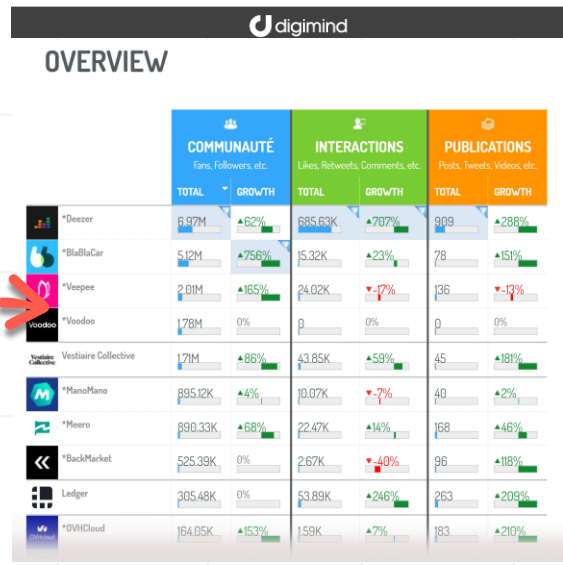 digimind
OVERVIEW
COMMUNAUTÉ INTERACTIONS PUBLICATIONS
Fans, Followers, etc. Likes, Retweets, Comments, etc. Posts, Tweets, Videos, etc.
TOTAL GROWTH TOTAL GROWTH TOTAL GROWTH
*Deezer 6.97M ▲62% 685.63K ▲707% 909 ▲288%
*BlaBlaCar 5.12M ▲756% 15.32K ▲23% 78 ▲151%
*Veepee 2.01M ▲165% 24.02K ▼-17% 136 ▼-13%
Voodoo *Voodoo 1.78M 0% 0 0% 0 0%
Vestiaire Collective Vestiaire Collective 1.71M ▲86% 43.85K ▲59% 45 ▲181%
*ManoMano 895.12K ▲4% 10.07K ▼-7% 40 ▲2%
*Meero 890.33K ▲68% 22.47K ▲14% 168 ▲46%
*BackMarket 525.39K 0% 2.67K ▼-40% 96 ▲118%
Ledger 305.48K 0% 53.89K ▲246% 263 ▲209%
OVHcloud *OVHCloud 164.05K ▲153% 1.59K ▲7% 183 ▲210%